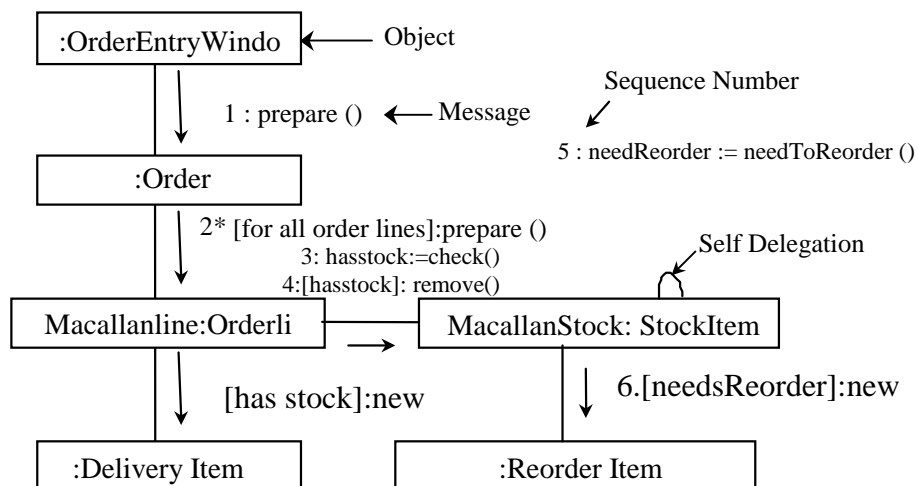 :OrderEntryWindo
Object
Sequence Number
1 : prepare ()
Message
5 : needReorder := needToReorder ()
:Order
2* [for all order lines]:prepare ()
3: hasstock:=check()
4:[hasstock]: remove()
Self Delegation
Macallanline:Orderli
MacallanStock: StockItem
[has stock]:new
6.[needsReorder]:new
:Delivery Item
:Reorder Item